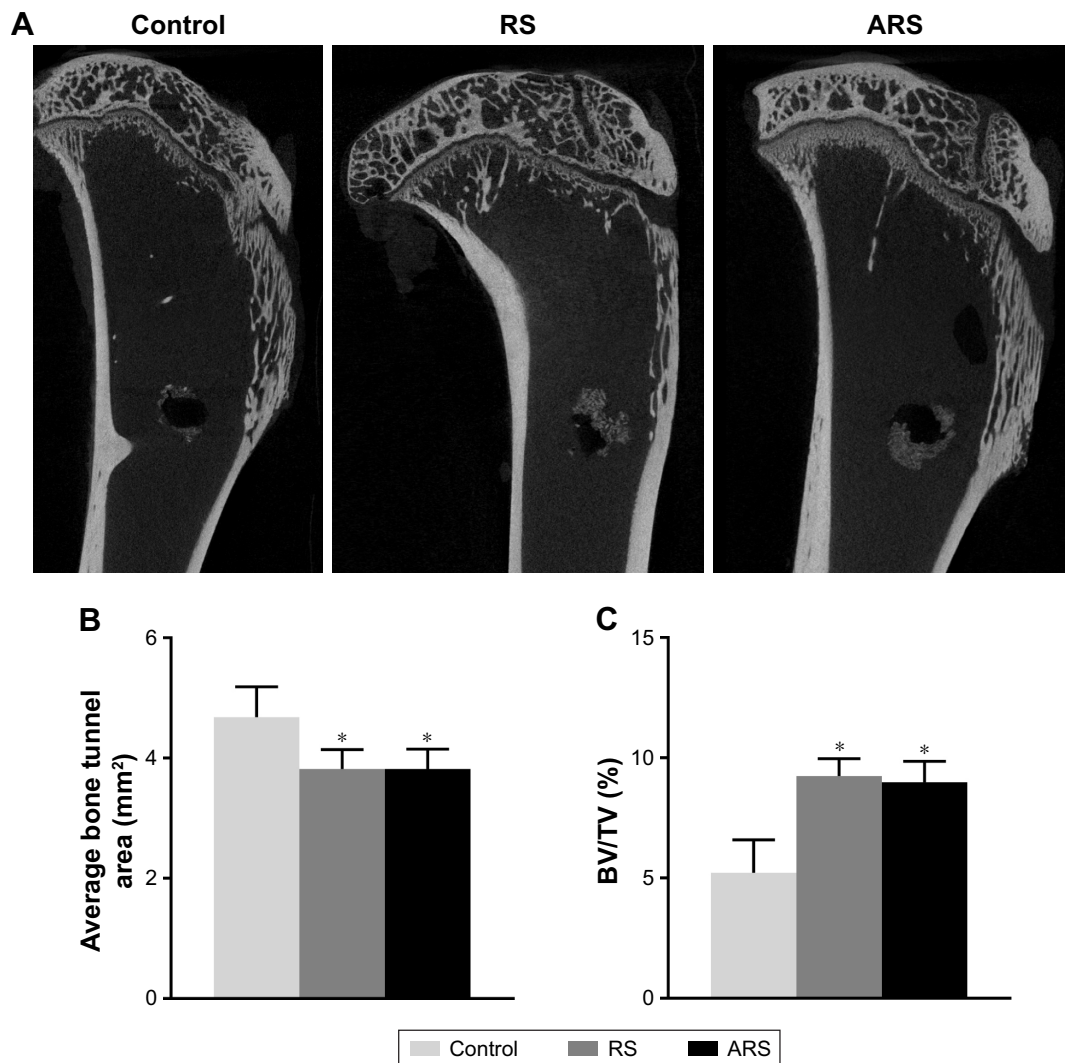 A
Control
RS
ARS
B
Average bone tunnel
area (mm²)
6
4
2
0
*
*
C
BV/TV (%)
15
10
5
0
*
*
Control RS ARS